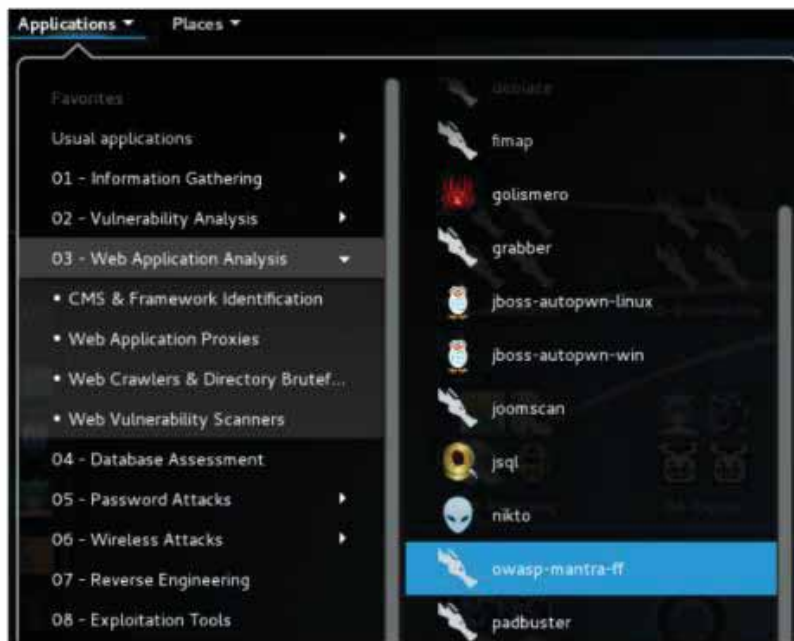 Applications
Places
Favorites
Usual applications
01 - Information Gathering
02 - Vulnerability Analysis
03 - Web Application Analysis
• CMS & Framework Identification
• Web Application Proxies
• Web Crawlers & Directory Brutef...
• Web Vulnerability Scanners
04 - Database Assessment
05 - Password Attacks
06 - Wireless Attacks
07 - Reverse Engineering
08 - Exploitation Tools
fimap
golismero
grabber
jboss-autopwn-linux
jboss-autopwn-win
joomscan
jsql
nikto
owasp-mantra-ff
padbuster